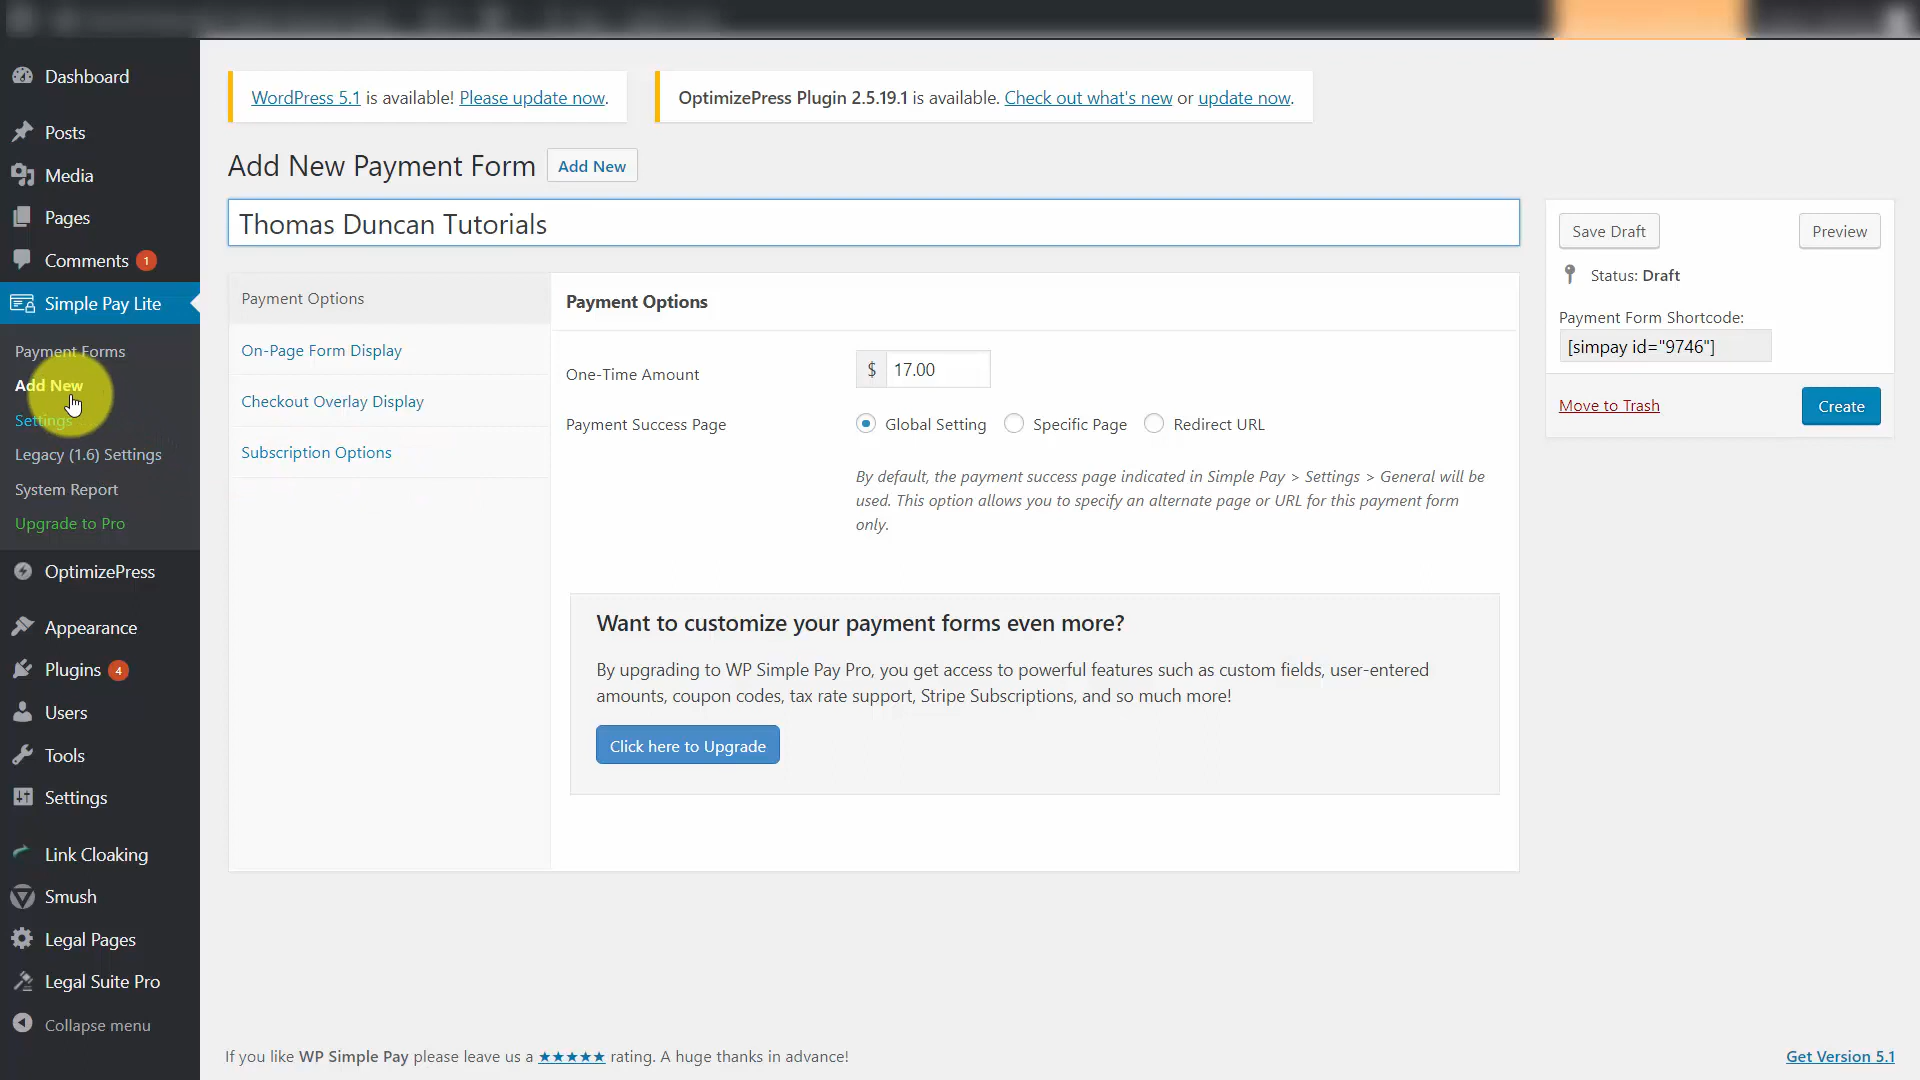 Dashboard
Posts
Media
Pages
Comments 1
Simple Pay Lite
Payment Forms
Add New
Settings
Legacy (1.6) Settings
System Report
Upgrade to Pro
OptimizePress
Appearance
Plugins 4
Users
Tools
Settings
Link Cloaking
Smush
Legal Pages
Legal Suite Pro
Collapse menu
WordPress 5.1 is available! Please update now.
OptimizePress Plugin 2.5.19.1 is available. Check out what's new or update now.
Add New Payment Form
Add New
Thomas Duncan Tutorials
Payment Options
On-Page Form Display
Checkout Overlay Display
Subscription Options
Payment Options
One-Time Amount
$ 17.00
Payment Success Page
Global Setting
Specific Page
Redirect URL
By default, the payment success page indicated in Simple Pay > Settings > General will be
used. This option allows you to specify an alternate page or URL for this payment form
only.
Want to customize your payment forms even more?
By upgrading to WP Simple Pay Pro, you get access to powerful features such as custom fields, user-entered
amounts, coupon codes, tax rate support, Stripe Subscriptions, and so much more!
Click here to Upgrade
Save Draft
Preview
Status: Draft
Payment Form Shortcode:
[simpay id="9746"]
Move to Trash
Create
If you like WP Simple Pay please leave us a ★★★★★ rating. A huge thanks in advance!
Get Version 5.1